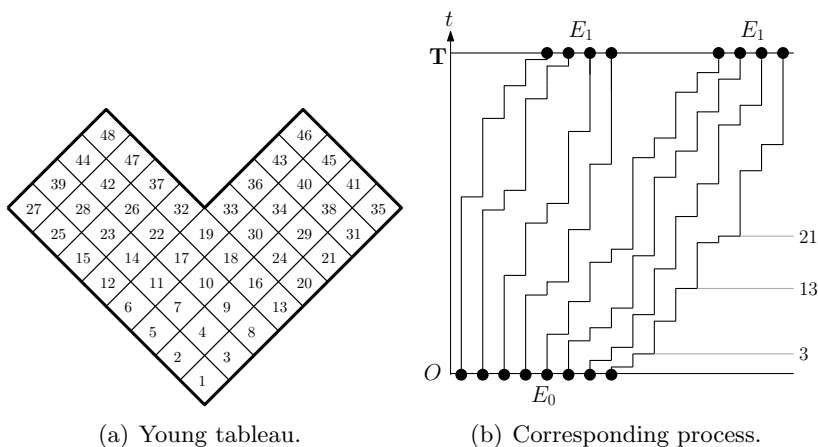 48 46
44 47 43 45
39 42 37 36 40 41
27 28 26 32 33 34 38 35
25 23 22 19 30 29 31
15 14 17 18 24 21
12 11 10 16 20
6 7 9 13
5 4 8
2 3
1
(a) Young tableau.
t
E₁ E₁
T
21
13
3
O
E₀
(b) Corresponding process.